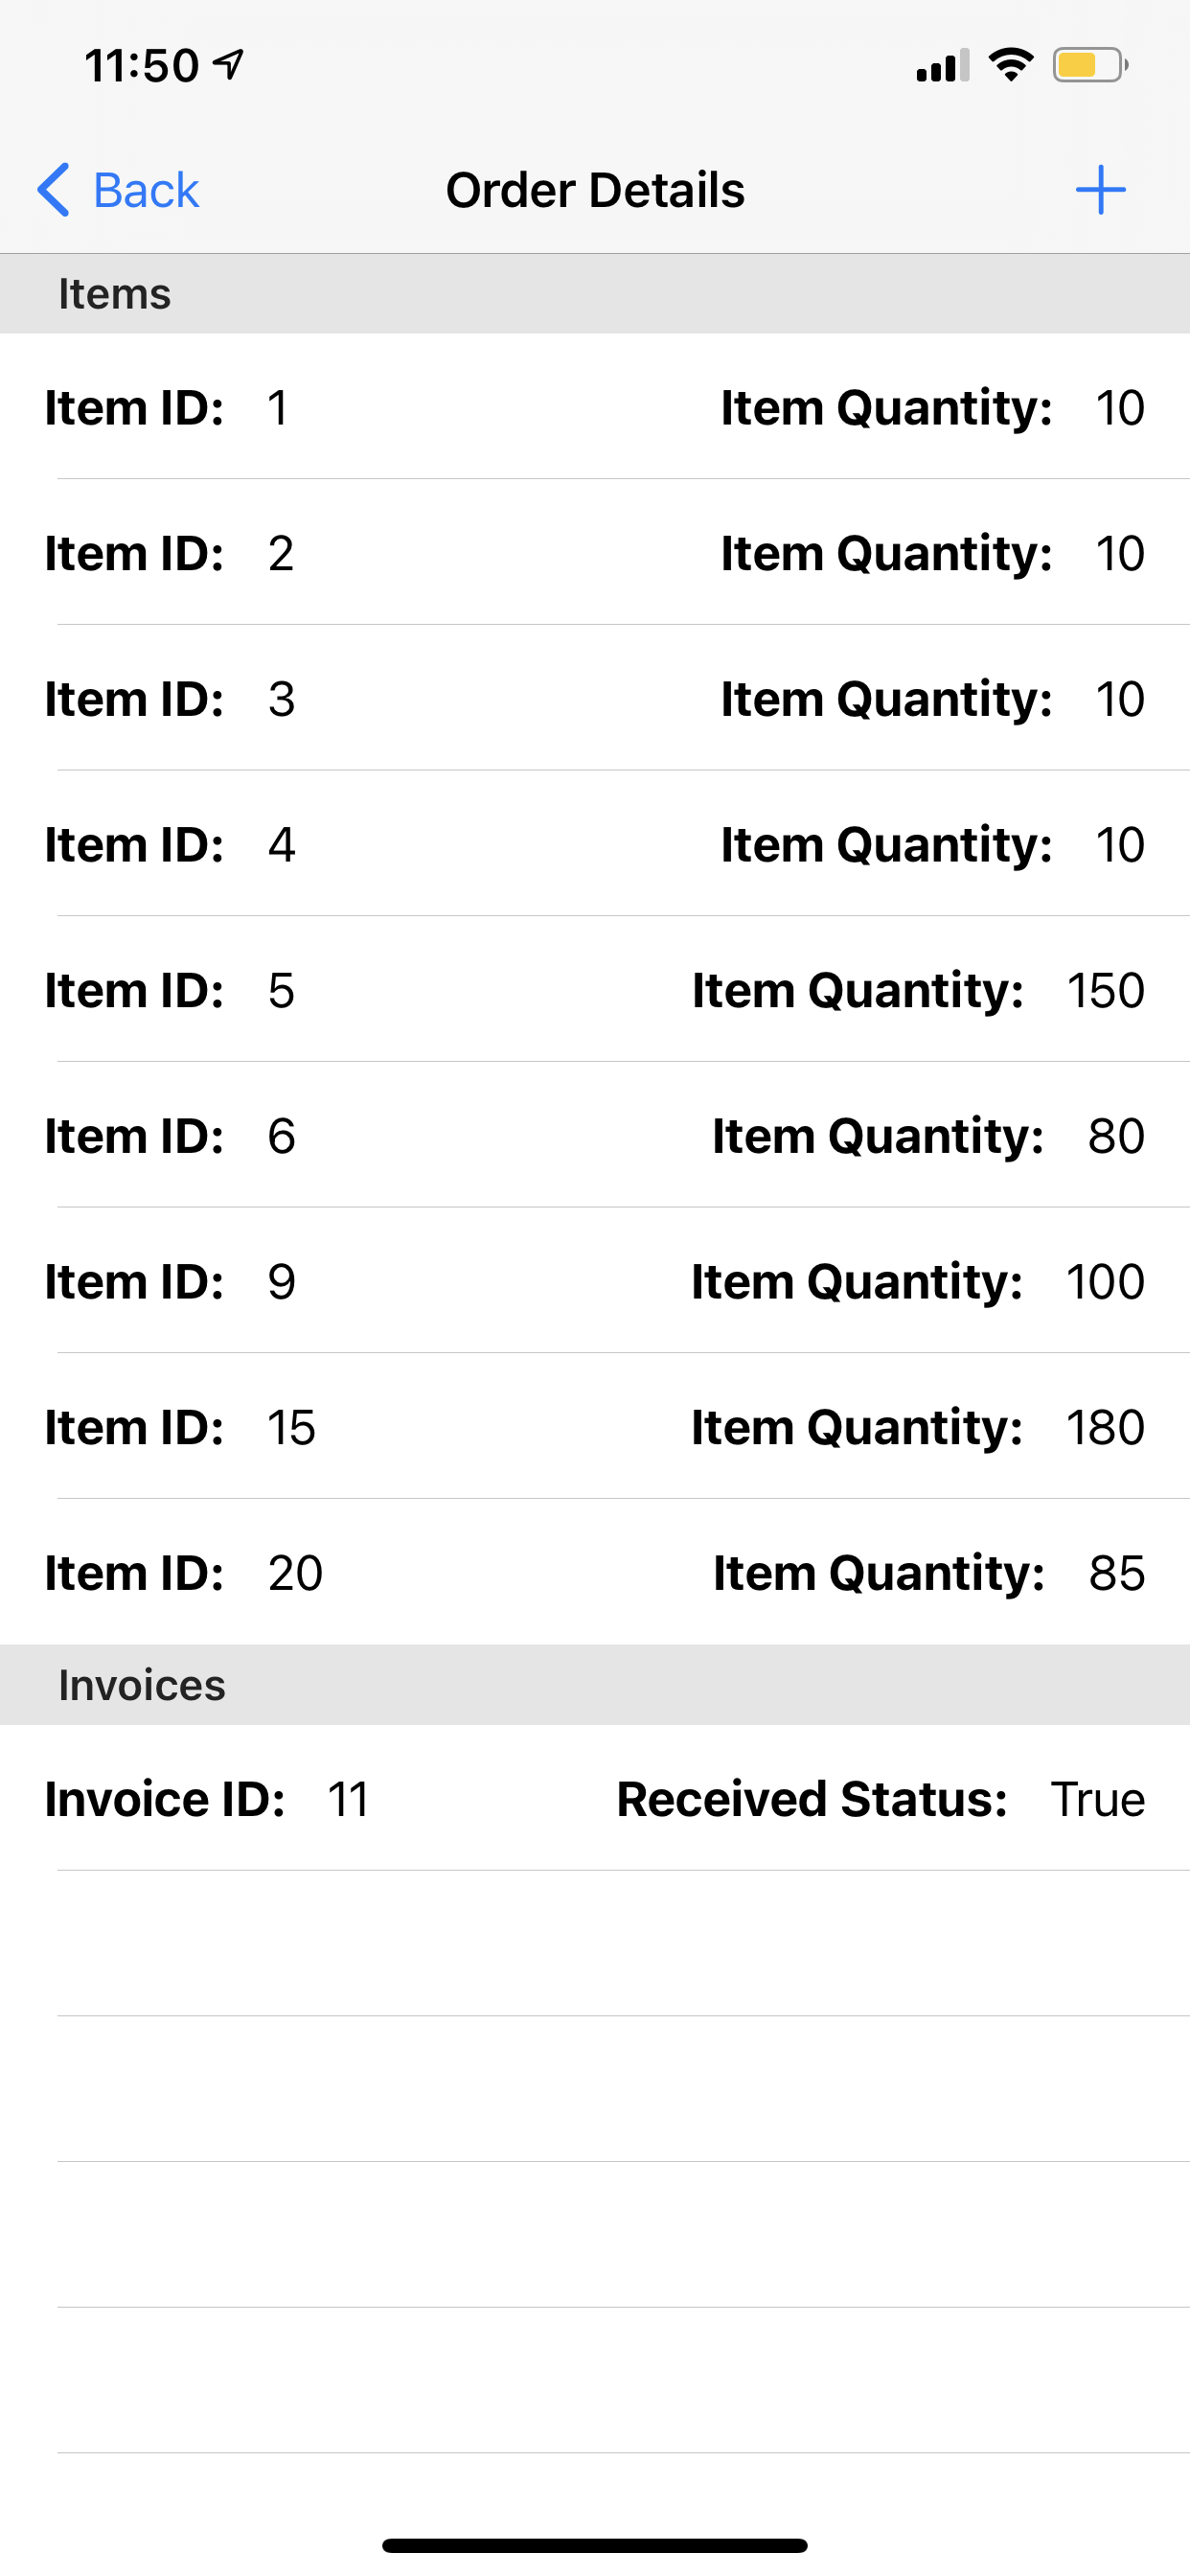 11:50
Back Order Details +
Items
Item ID: 1 Item Quantity: 10
Item ID: 2 Item Quantity: 10
Item ID: 3 Item Quantity: 10
Item ID: 4 Item Quantity: 10
Item ID: 5 Item Quantity: 150
Item ID: 6 Item Quantity: 80
Item ID: 9 Item Quantity: 100
Item ID: 15 Item Quantity: 180
Item ID: 20 Item Quantity: 85
Invoices
Invoice ID: 11 Received Status: True